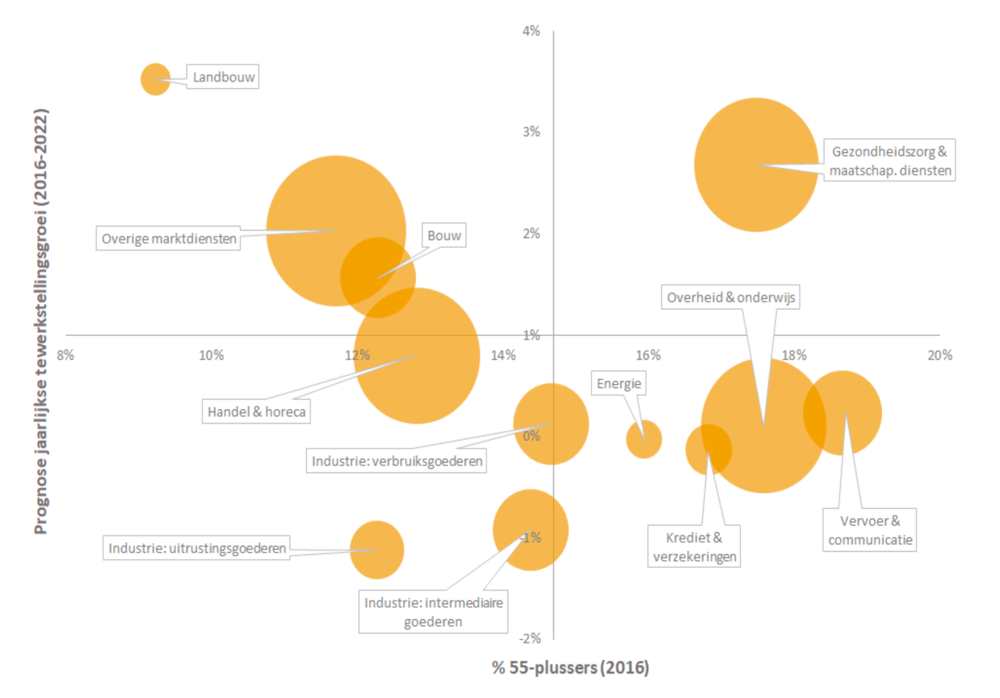 4%
Landbouw
Prognose jaarlijkse tewerkstellingsgroei (2016-2022)
3%
Gezondheidszorg &
maatschap. diensten
Overige marktdiensten
Bouw
2%
Overheid & onderwijs
1%
8%
10%
12%
14%
16%
18%
20%
Energie
Handel & horeca
0%
Industrie: verbruiksgoederen
Vervoer &
communicatie
-1%
Krediet &
verzekeringen
Industrie: uitrustingsgoederen
Industrie: intermediaire
goederen
-2%
% 55-plussers (2016)